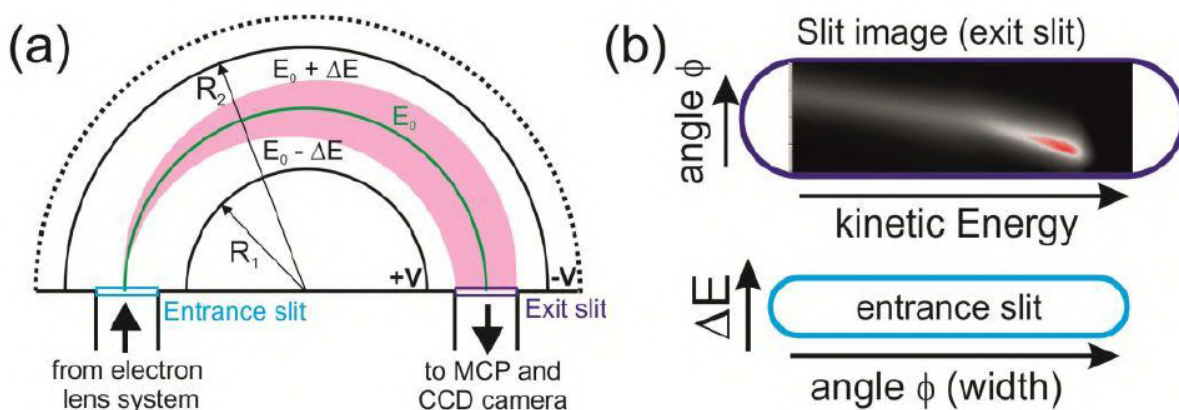 (a)
E₀ + ΔE
R₂
E₀
E₀ - ΔE
R₁
+V
-V
Entrance slit
Exit slit
from electron
lens system
to MCP and
CCD camera
(b)
Slit image (exit slit)
angle ϕ
kinetic Energy
ΔE
entrance slit
angle ϕ (width)